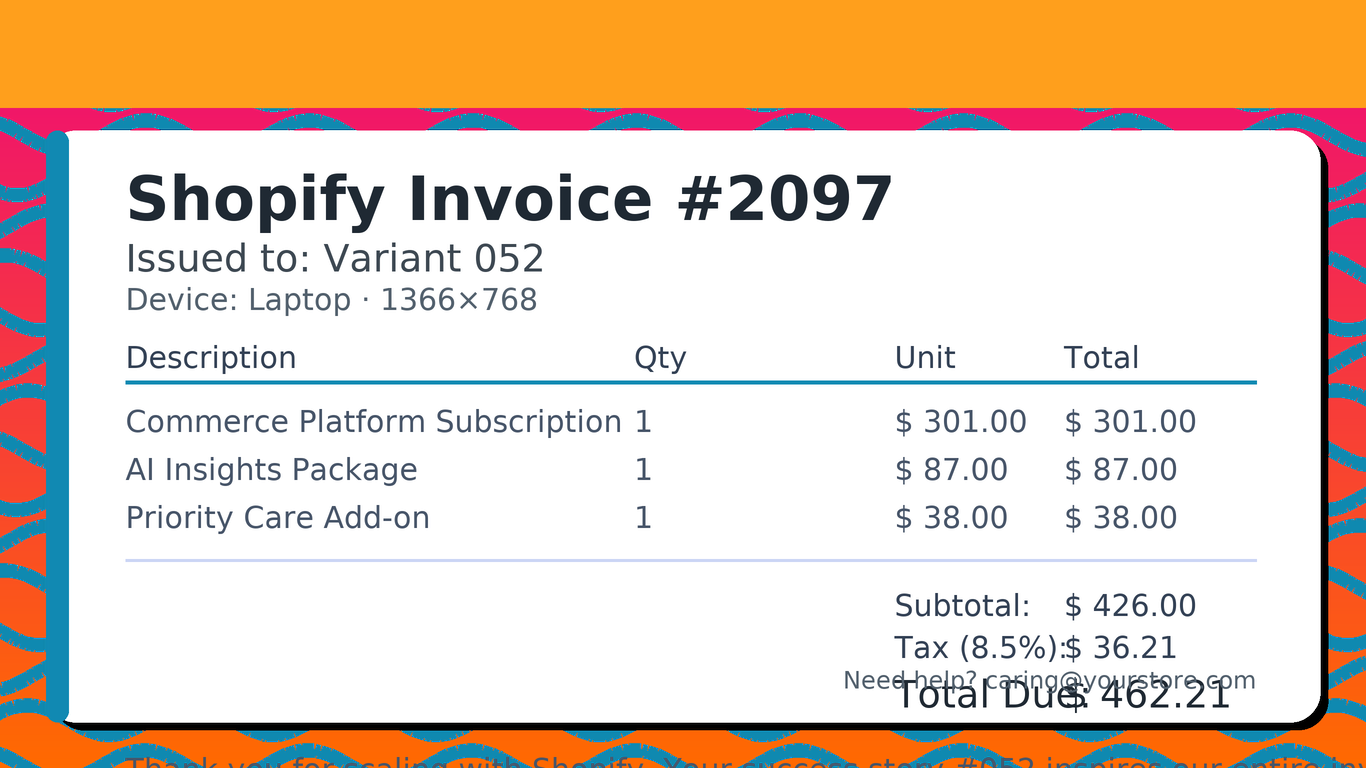 Shopify Invoice #2097
Issued to: Variant 052
Device: Laptop · 1366×768
Description Qty Unit Total
Commerce Platform Subscription 1 $ 301.00 $ 301.00
AI Insights Package 1 $ 87.00 $ 87.00
Priority Care Add-on 1 $ 38.00 $ 38.00
Subtotal: $ 426.00
Tax (8.5%): $ 36.21
Need help? caring@yourstore.com
Total Due: $ 462.21
Thank you for scaling with Shopify. Your success story #052 inspires our entire